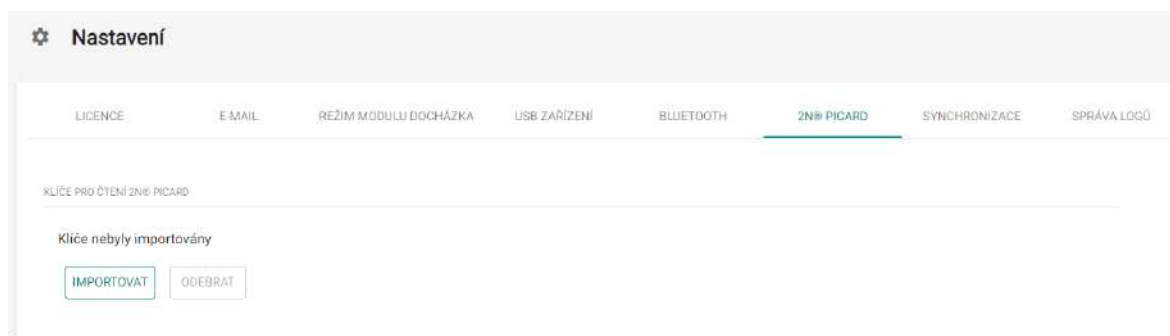 Nastavení
LICENCE E-MAIL REŽIM MODULU DOCHÁZKA USB ZAŘÍZENÍ BLUETOOTH 2N® PICARD SYNCHRONIZACE SPRÁVA LOGŮ
KLÍČE PRO ČTENÍ 2N® PICARD
Klíče nebyly importovány
IMPORTOVAT ODEBRAT